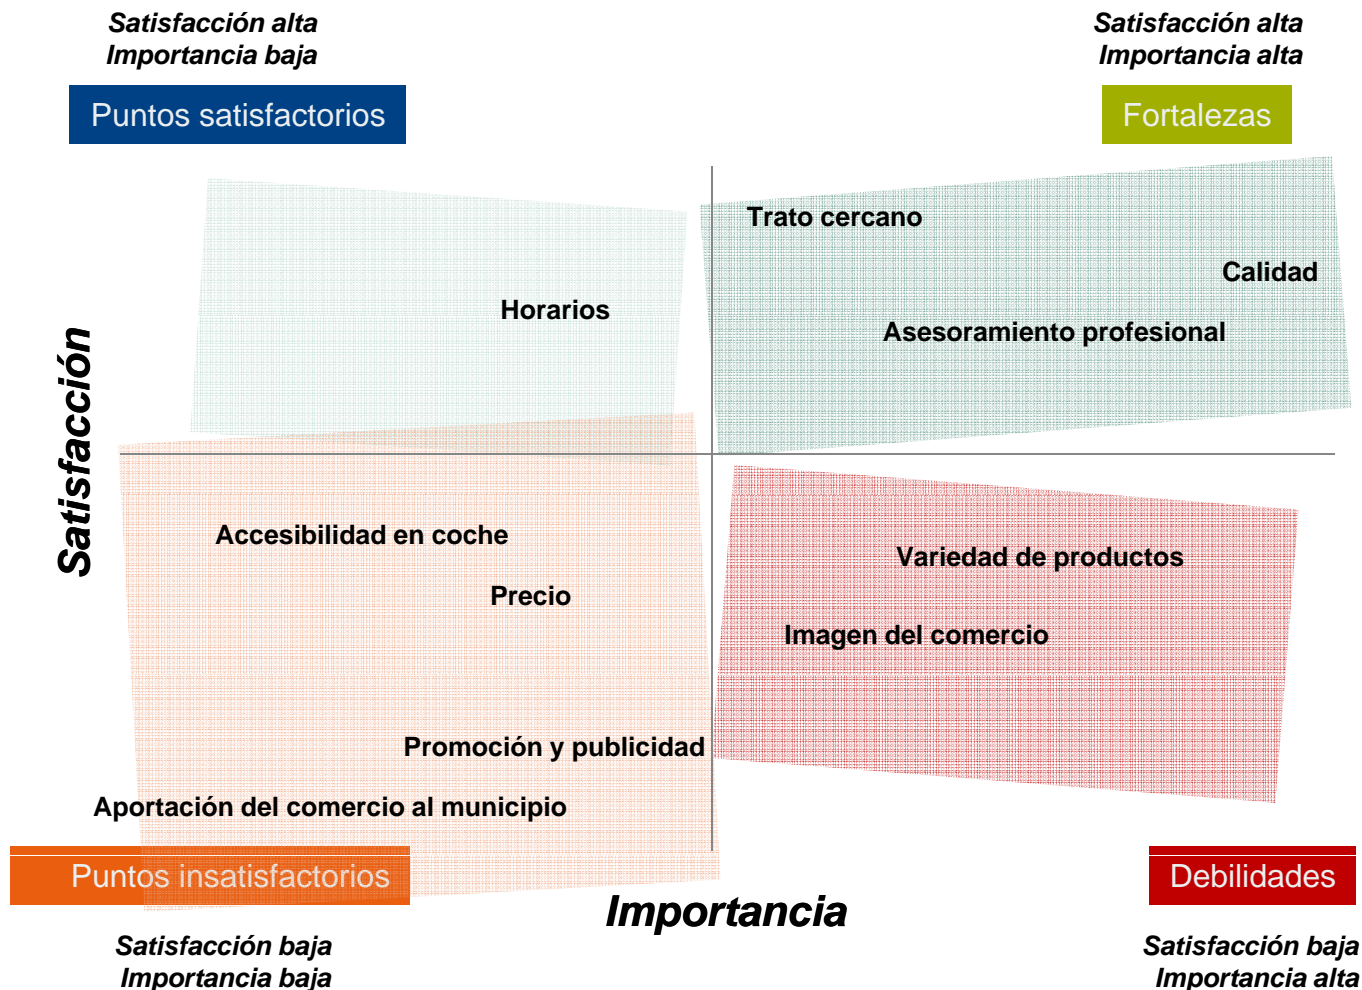 Satisfacción alta
Importancia baja
Satisfacción alta
Importancia alta
Puntos satisfactorios
Fortalezas
Trato cercano
Calidad
Horarios
Asesoramiento profesional
Satisfacción
Accesibilidad en coche
Variedad de productos
Precio
Imagen del comercio
Promoción y publicidad
Aportación del comercio al municipio
Puntos insatisfactorios
Debilidades
Importancia
Satisfacción baja
Importancia baja
Satisfacción baja
Importancia alta